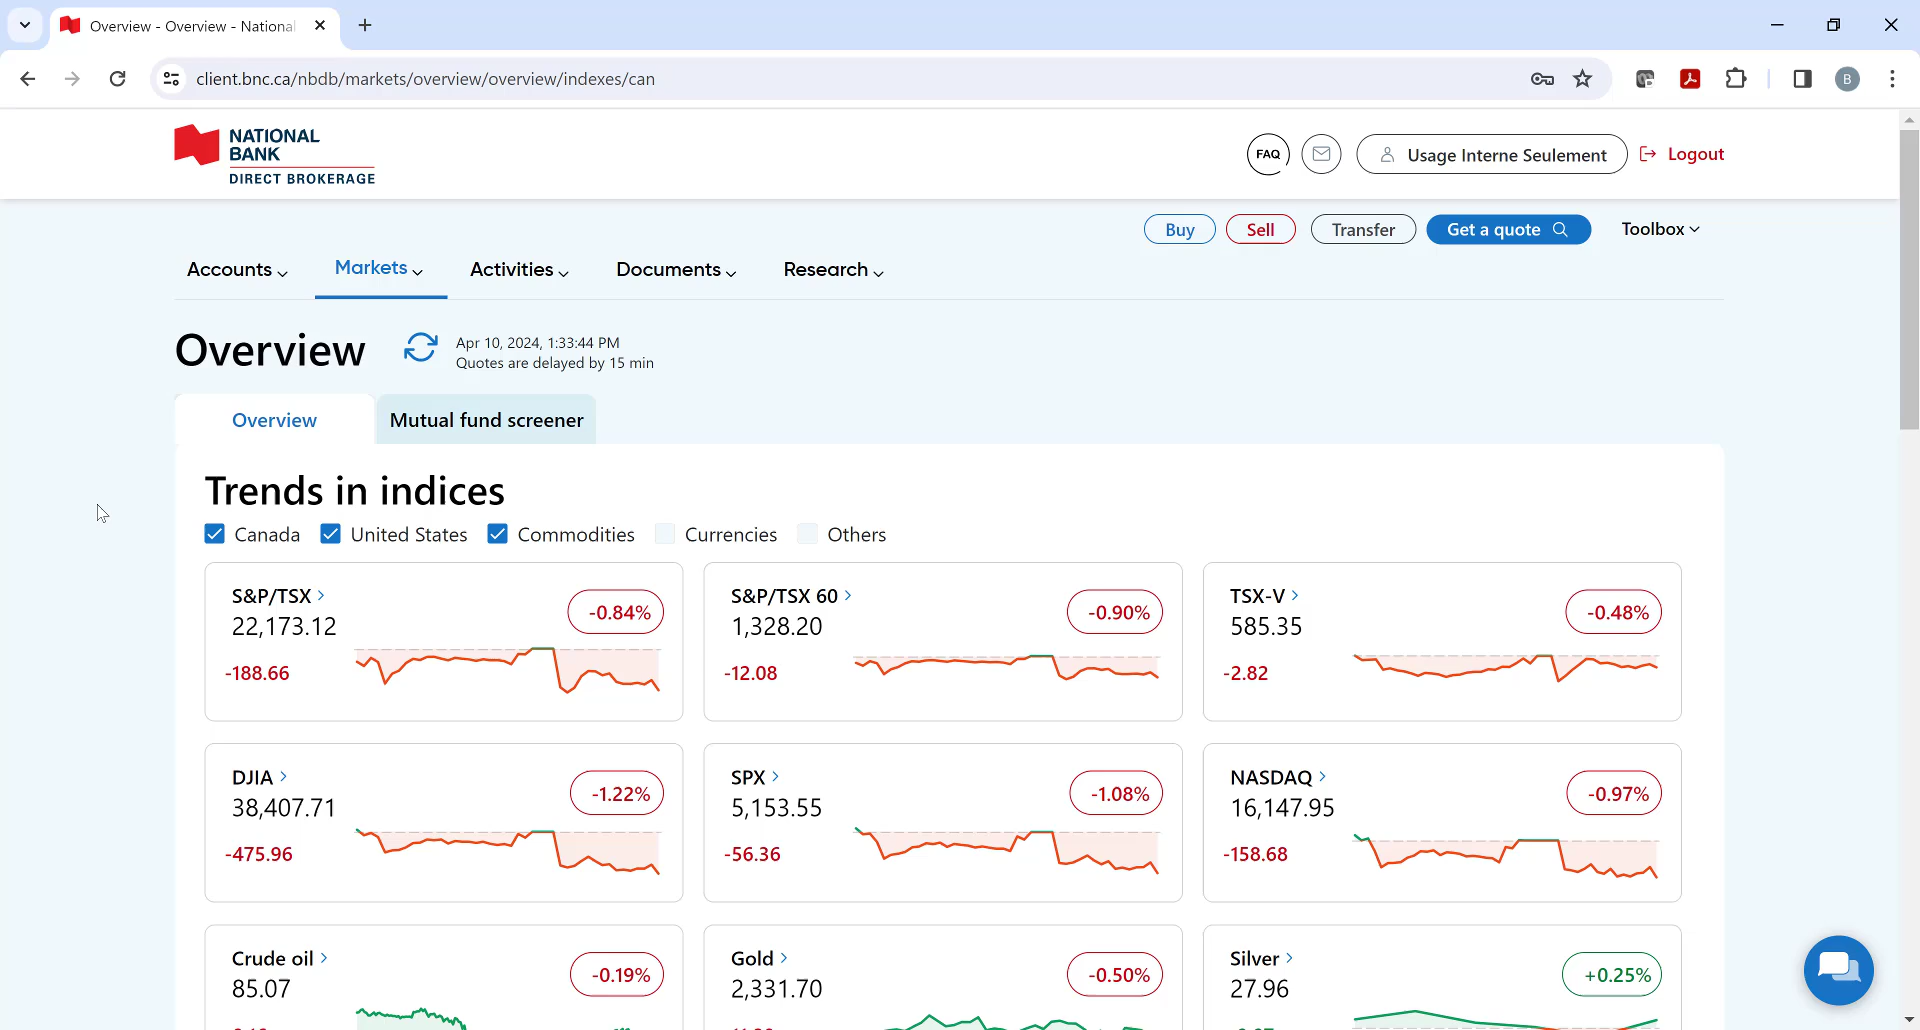 Overview - Overview - National
client.bnc.ca/nbdb/markets/overview/overview/indexes/can
B
NATIONAL
BANK
DIRECT BROKERAGE
FAQ
Usage Interne Seulement
Logout
Buy
Sell
Transfer
Get a quote
Toolbox
Accounts
Markets
Activities
Documents
Research
Overview
Apr 10, 2024, 1:33:44 PM
Quotes are delayed by 15 min
Overview
Mutual fund screener
Trends in indices
Canada
United States
Commodities
Currencies
Others
S&P/TSX
-0.84%
22,173.12
-188.66
S&P/TSX 60
-0.90%
1,328.20
-12.08
TSX-V
-0.48%
585.35
-2.82
DJIA
-1.22%
38,407.71
-475.96
SPX
-1.08%
5,153.55
-56.36
NASDAQ
-0.97%
16,147.95
-158.68
Crude oil
-0.19%
85.07
Gold
-0.50%
2,331.70
Silver
+0.25%
27.96